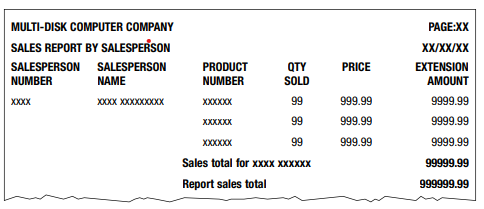 MULTI-DISK COMPUTER COMPANY PAGE:XX
SALES REPORT BY SALESPERSON XX/XX/XX
SALESPERSON SALESPERSON PRODUCT QTY PRICE EXTENSION
NUMBER NAME NUMBER SOLD AMOUNT
xxxx xxxx xxxxxxxxx xxxxxx 99 999.99 9999.99
xxxxxx 99 999.99 9999.99
xxxxxx 99 999.99 9999.99
Sales total for xxxx xxxxxx 99999.99
Report sales total 999999.99